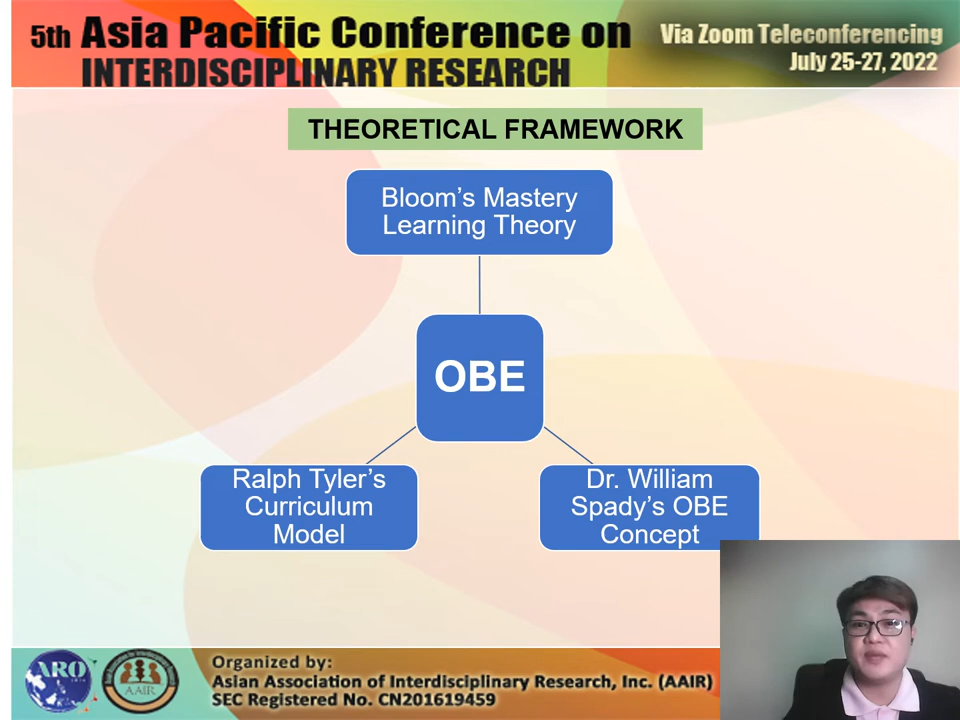 5th Asia Pacific Conference on
INTERDISCIPLINARY RESEARCH
Via Zoom Teleconferencing
July 25-27, 2022
THEORETICAL FRAMEWORK
Bloom’s Mastery
Learning Theory
OBE
Ralph Tyler’s
Curriculum
Model
Dr. William
Spady’s OBE
Concept
ARO
AAIR
Organized by:
Asian Association of Interdisciplinary Research, Inc. (AAIR)
SEC Registered No. CN201619459